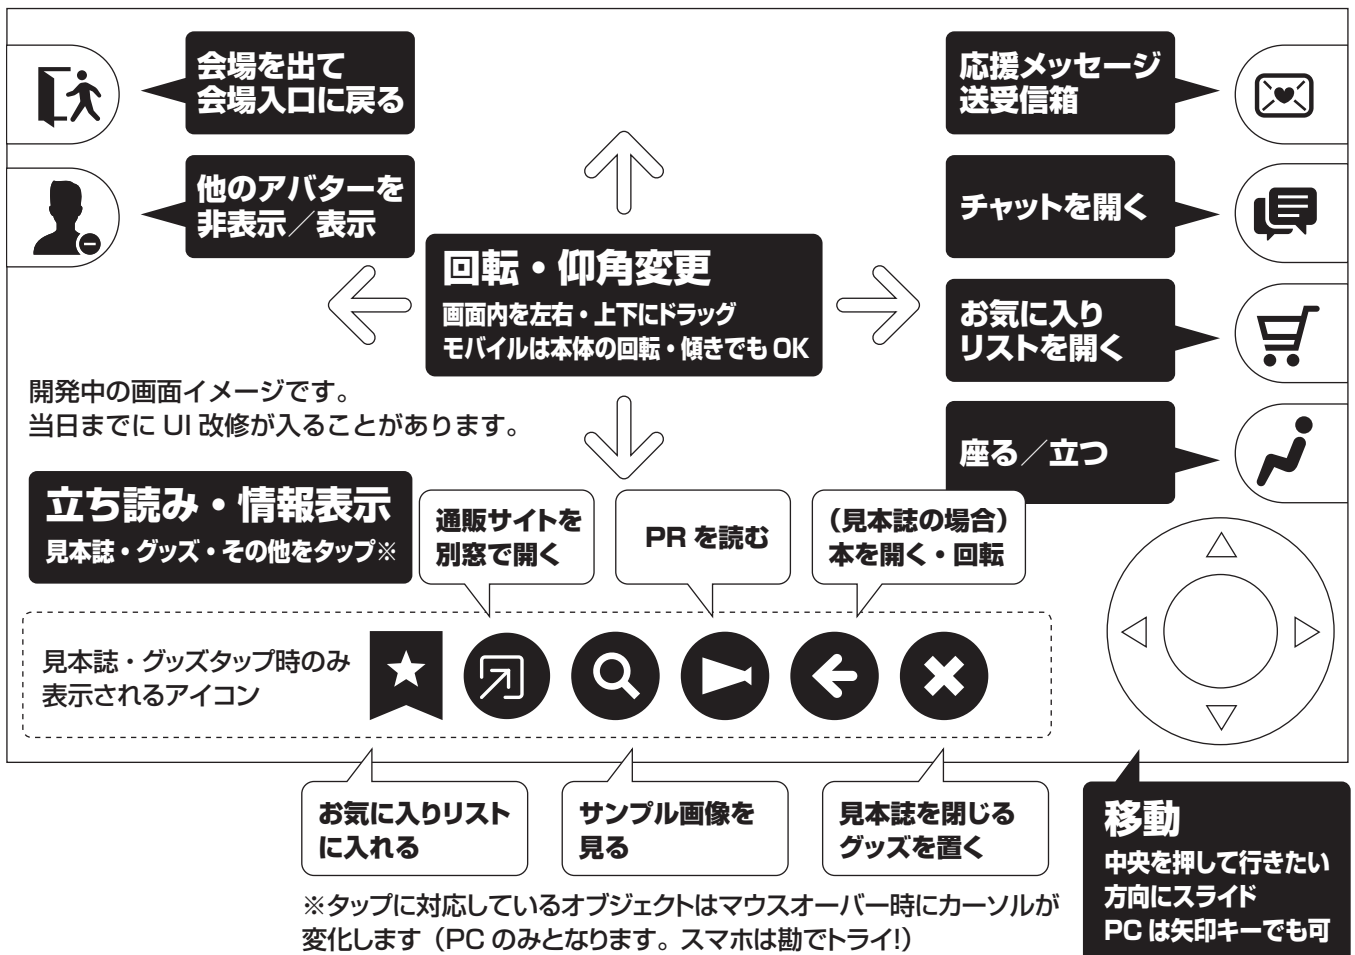 会場を出て
会場入口に戻る
応援メッセージ
送受信箱
他のアバターを
非表示／表示
チャットを開く
回転・仰角変更
画面内を左右・上下にドラッグ
モバイルは本体の回転・傾きでも OK
お気に入り
リストを開く
開発中の画面イメージです。
当日までに UI 改修が入ることがあります。
座る／立つ
立ち読み・情報表示
見本誌・グッズ・その他をタップ※
通販サイトを
別窓で開く
PR を読む
（見本誌の場合）
本を開く・回転
見本誌・グッズタップ時のみ
表示されるアイコン
お気に入りリスト
に入れる
サンプル画像を
見る
見本誌を閉じる
グッズを置く
移動
中央を押して行きたい
方向にスライド
PC は矢印キーでも可
※タップに対応しているオブジェクトはマウスオーバー時にカーソルが
変化します（PC のみとなります。スマホは勘でトライ!）